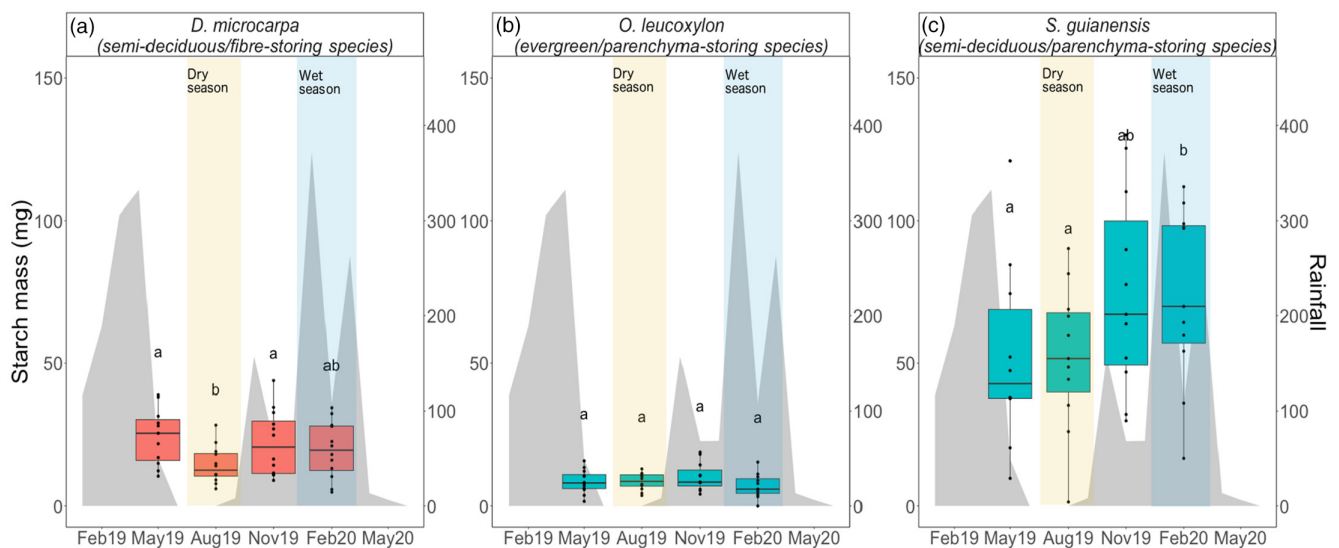 (a)
D. microcarpa
(semi-deciduous/fibre-storing species)
(b)
O. leucoxylon
(evergreen/parenchyma-storing species)
(c)
S. guianensis
(semi-deciduous/parenchyma-storing species)
Starch mass (mg)
150
100
50
0
Dry
season
Wet
season
a
b
a
ab
400
300
200
100
0
Feb19 May19 Aug19 Nov19 Feb20 May20
150
100
50
0
Dry
season
Wet
season
a
a
a
a
400
300
200
100
0
Feb19 May19 Aug19 Nov19 Feb20 May20
150
100
50
0
Dry
season
Wet
season
a
a
ab
b
400
300
200
100
0
Rainfall
Feb19 May19 Aug19 Nov19 Feb20 May20